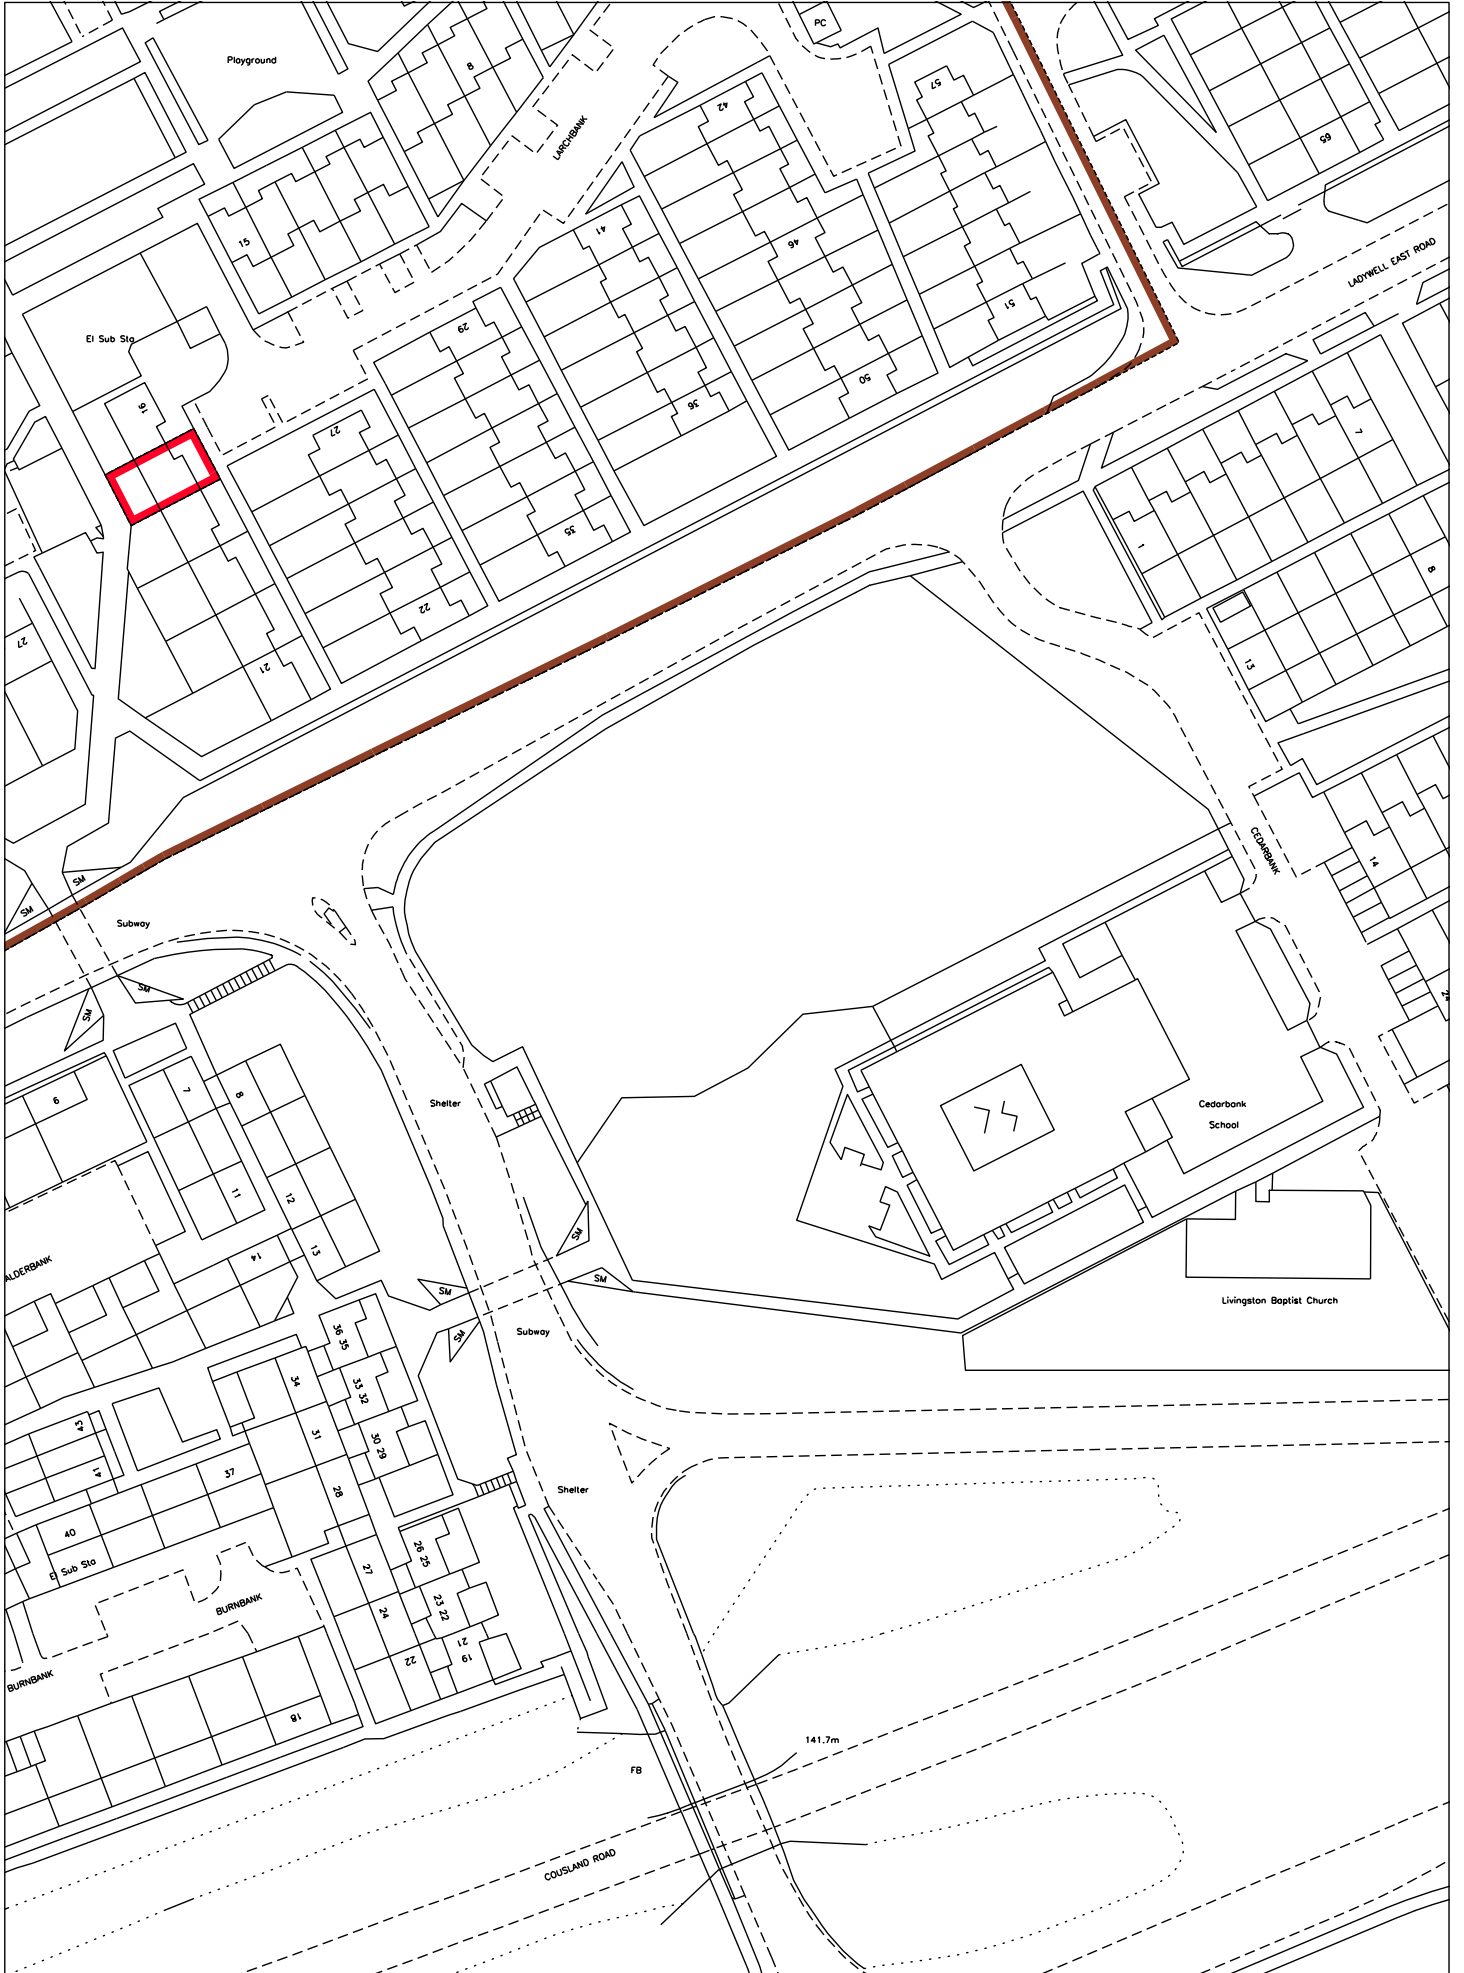 PC
Playground
8
57
42
LARCHBANK
65
15
41
46
LADYWELL EAST ROAD
29
51
El Sub Sta
50
16
36
7
27
35
1
8
22
27
21
13
CEDARBANK
14
SM
SM
Subway
24
SM
SM
6
7
8
Shelter
Cedarbank
School
11
12
SM
14
13
ALDERBANK
SM
SM
Livingston Baptist Church
36 35
SM
Subway
34
33 32
43
31
30 29
41
37
28
Shelter
40
El Sub Sta
26 25
27
BURNBANK
24
23 22
21
22
19
BURNBANK
18
141.7m
FB
COUSLAND ROAD